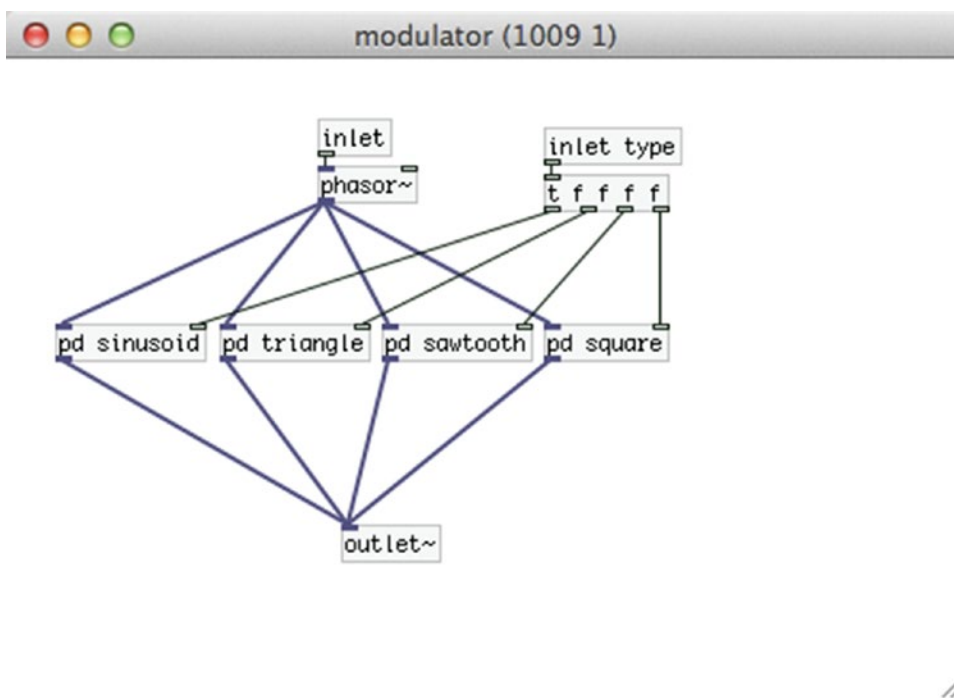 modulator (1009 1)
inlet
inlet type
phasor~
t f f f f
pd sinusoid
pd triangle
pd sawtooth
pd square
outlet~